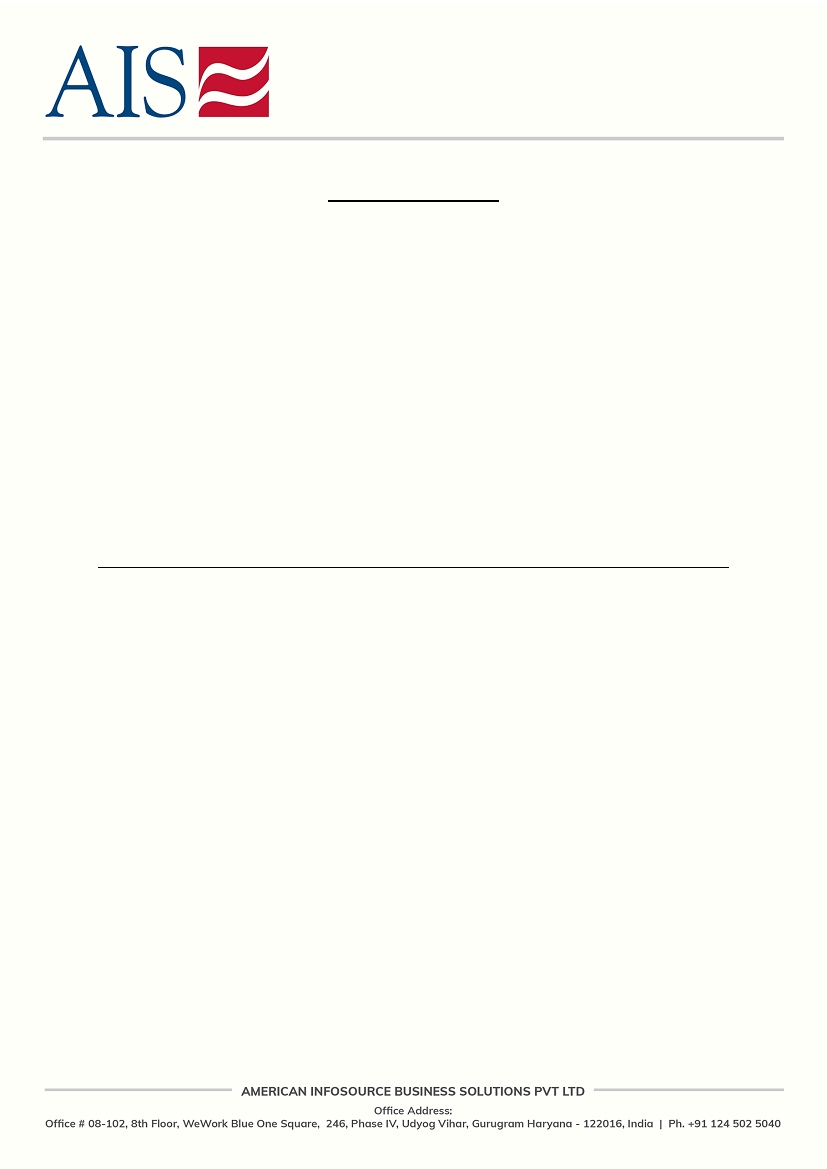 AIS
AMERICAN INFOSOURCE BUSINESS SOLUTIONS PVT LTD
Office Address:
Office # 08-102, 8th Floor, WeWork Blue One Square,  246, Phase IV, Udyog Vihar, Gurugram Haryana - 122016, India  |  Ph. +91 124 502 5040